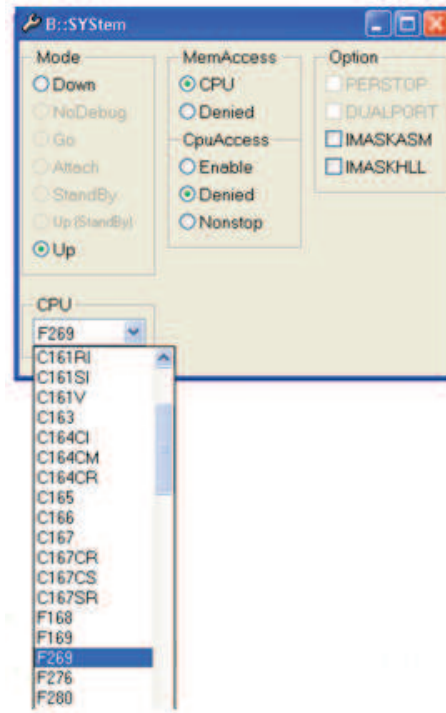 B::SYStem
Mode
Down
NoDebug
Go
Attach
StandBy
Up (StandBy)
Up
MemAccess
CPU
Denied
CpuAccess
Enable
Denied
Nonstop
Option
PERSTOP
DUALPORT
IMASKASM
IMASKHLL
CPU
F269
C161RI
C161SI
C161V
C163
C164CI
C164CM
C164CR
C165
C166
C167
C167CR
C167CS
C167SR
F168
F169
F269
F276
F280